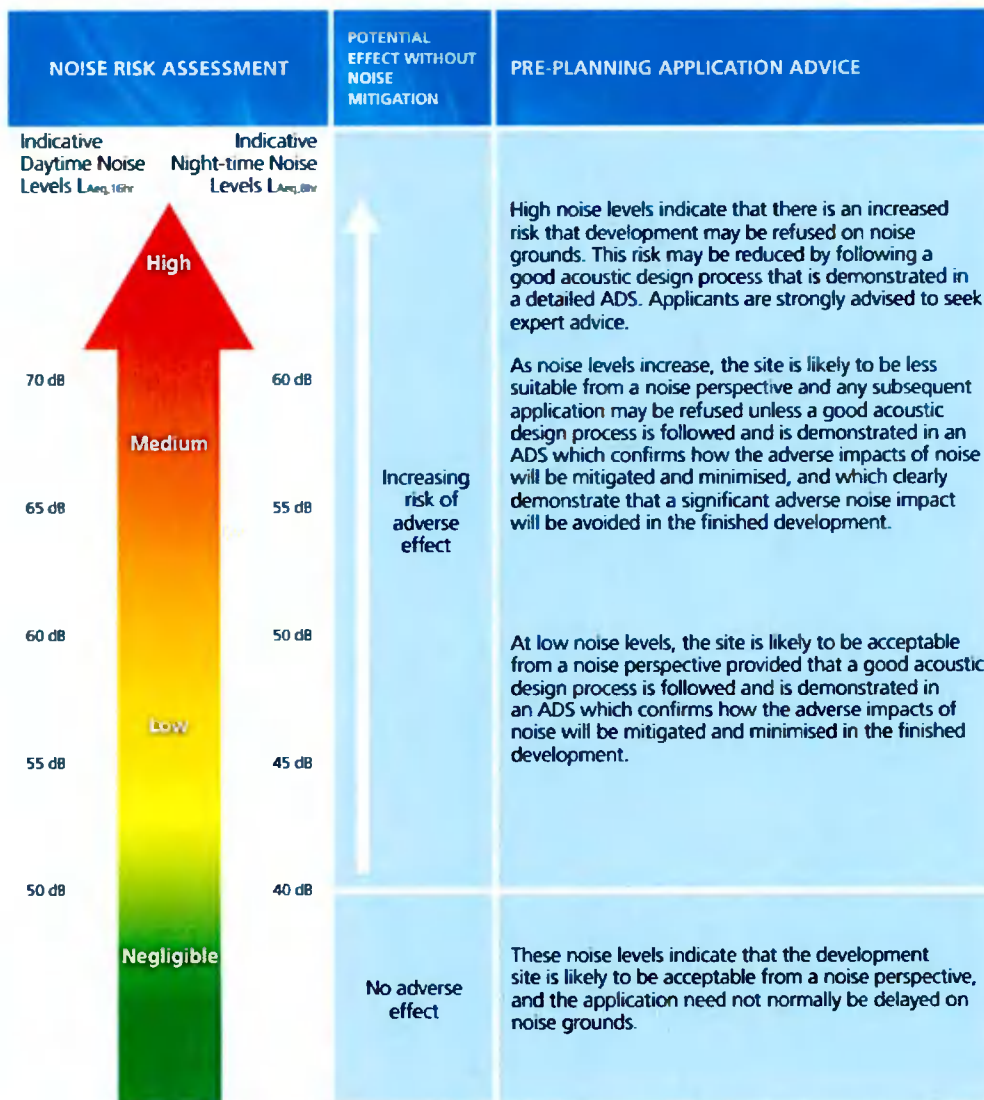 NOISE RISK ASSESSMENT
POTENTIAL
EFFECT WITHOUT
NOISE
MITIGATION
PRE-PLANNING APPLICATION ADVICE
Indicative
Daytime Noise
Levels LAeq,16hr
Indicative
Night-time Noise
Levels LAeq,8hr
High
70 dB
60 dB
Medium
65 dB
55 dB
60 dB
50 dB
Low
55 dB
45 dB
50 dB
40 dB
Negligible
Increasing
risk of
adverse
effect
No adverse
effect
High noise levels indicate that there is an increased
risk that development may be refused on noise
grounds. This risk may be reduced by following a
good acoustic design process that is demonstrated in
a detailed ADS. Applicants are strongly advised to seek
expert advice.
As noise levels increase, the site is likely to be less
suitable from a noise perspective and any subsequent
application may be refused unless a good acoustic
design process is followed and is demonstrated in an
ADS which confirms how the adverse impacts of noise
will be mitigated and minimised, and which clearly
demonstrate that a significant adverse noise impact
will be avoided in the finished development.
At low noise levels, the site is likely to be acceptable
from a noise perspective provided that a good acoustic
design process is followed and is demonstrated in
an ADS which confirms how the adverse impacts of
noise will be mitigated and minimised in the finished
development.
These noise levels indicate that the development
site is likely to be acceptable from a noise perspective,
and the application need not normally be delayed on
noise grounds.